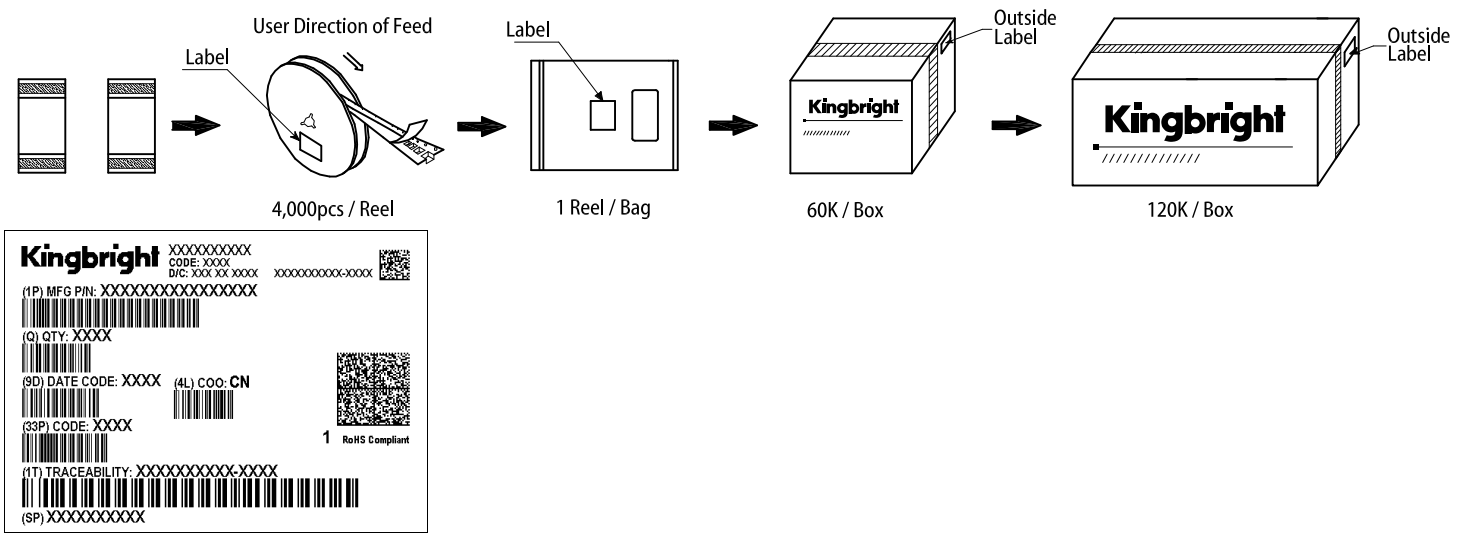 User Direction of Feed
Label
Label
Outside
Label
Outside
Label
Kingbright
Kingbright
4,000pcs / Reel
1 Reel / Bag
60K / Box
120K / Box
Kingbright
XXXXXXXXXX
CODE: XXXX
D/C: XXX XX XXXX XXXXXXXXXX-XXXX
(1P) MFG P/N: XXXXXXXXXXXXXXXXX
(Q) QTY: XXXX
(9D) DATE CODE: XXXX (4L) COO: CN
(33P) CODE: XXXX
1 RoHS Compliant
(1T) TRACEABILITY: XXXXXXXXXX-XXXX
(SP) XXXXXXXXXX